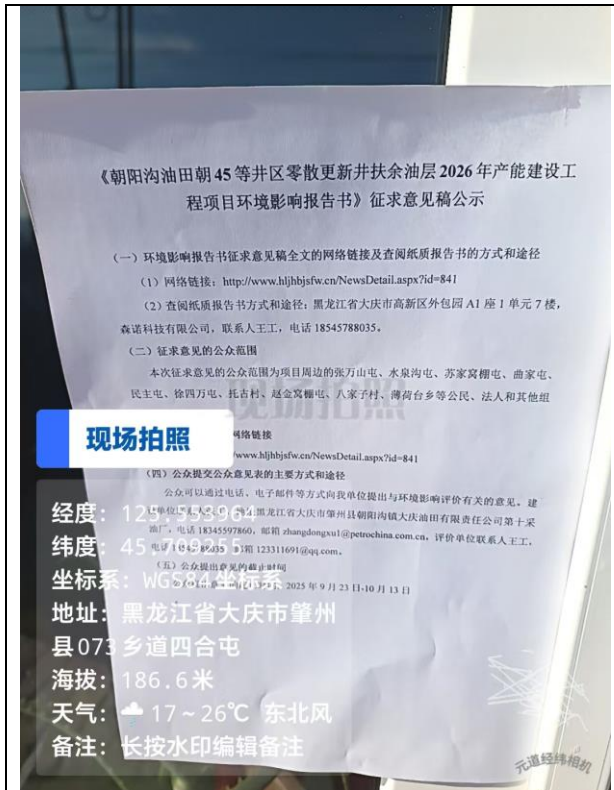 《朝阳沟油田朝45等井区零散更新井扶余油层2026年产能建设工
程项目环境影响报告书》征求意见稿公示
(一)环境影响报告书征求意见稿全文的网络链接及查阅纸质报告书的方式和途径
(1)网络链接:http://www.hljhbjsfw.cn/NewsDetail.aspx?id=841
(2)查阅纸质报告书方式和途径:黑龙江省大庆市高新区外包园A1座1单元7楼,
森诺科技有限公司,联系人王工,电话18545788035。
(二)征求意见的公众范围
本次征求意见的公众范围为项目周边的张万山屯、水泉沟屯、苏家窝棚屯、曲家屯、
民主屯、徐四万屯、托古村、赵金窝棚屯、八家子村、薄荷台乡等公民、法人和其他组
现场拍照
网络链接
www.hljhbjsfw.cn/NewsDetail.aspx?id=841
现场拍照
(四)公众提交公众意见表的主要方式和途径
公众可以通过电话、电子邮件等方式向我单位提出与环境影响评价有关的意见。建
黑龙江省大庆市肇州县朝阳沟镇大庆油田有限责任公司第十采
油厂,电话18345597860,邮箱zhangdongxu1@petrochina.com.cn,评价单位联系人王工,
邮箱123311691@qq.com。
(五)公众提出意见的截止时间
2025年9月23日-10月13日
经度:125.553964
纬度:45.709255
坐标系:WGS84坐标系
地址:黑龙江省大庆市肇州
县073乡道四合屯
海拔:186.6米
天气:17~26℃ 东北风
备注:长按水印编辑备注
元道经纬相机